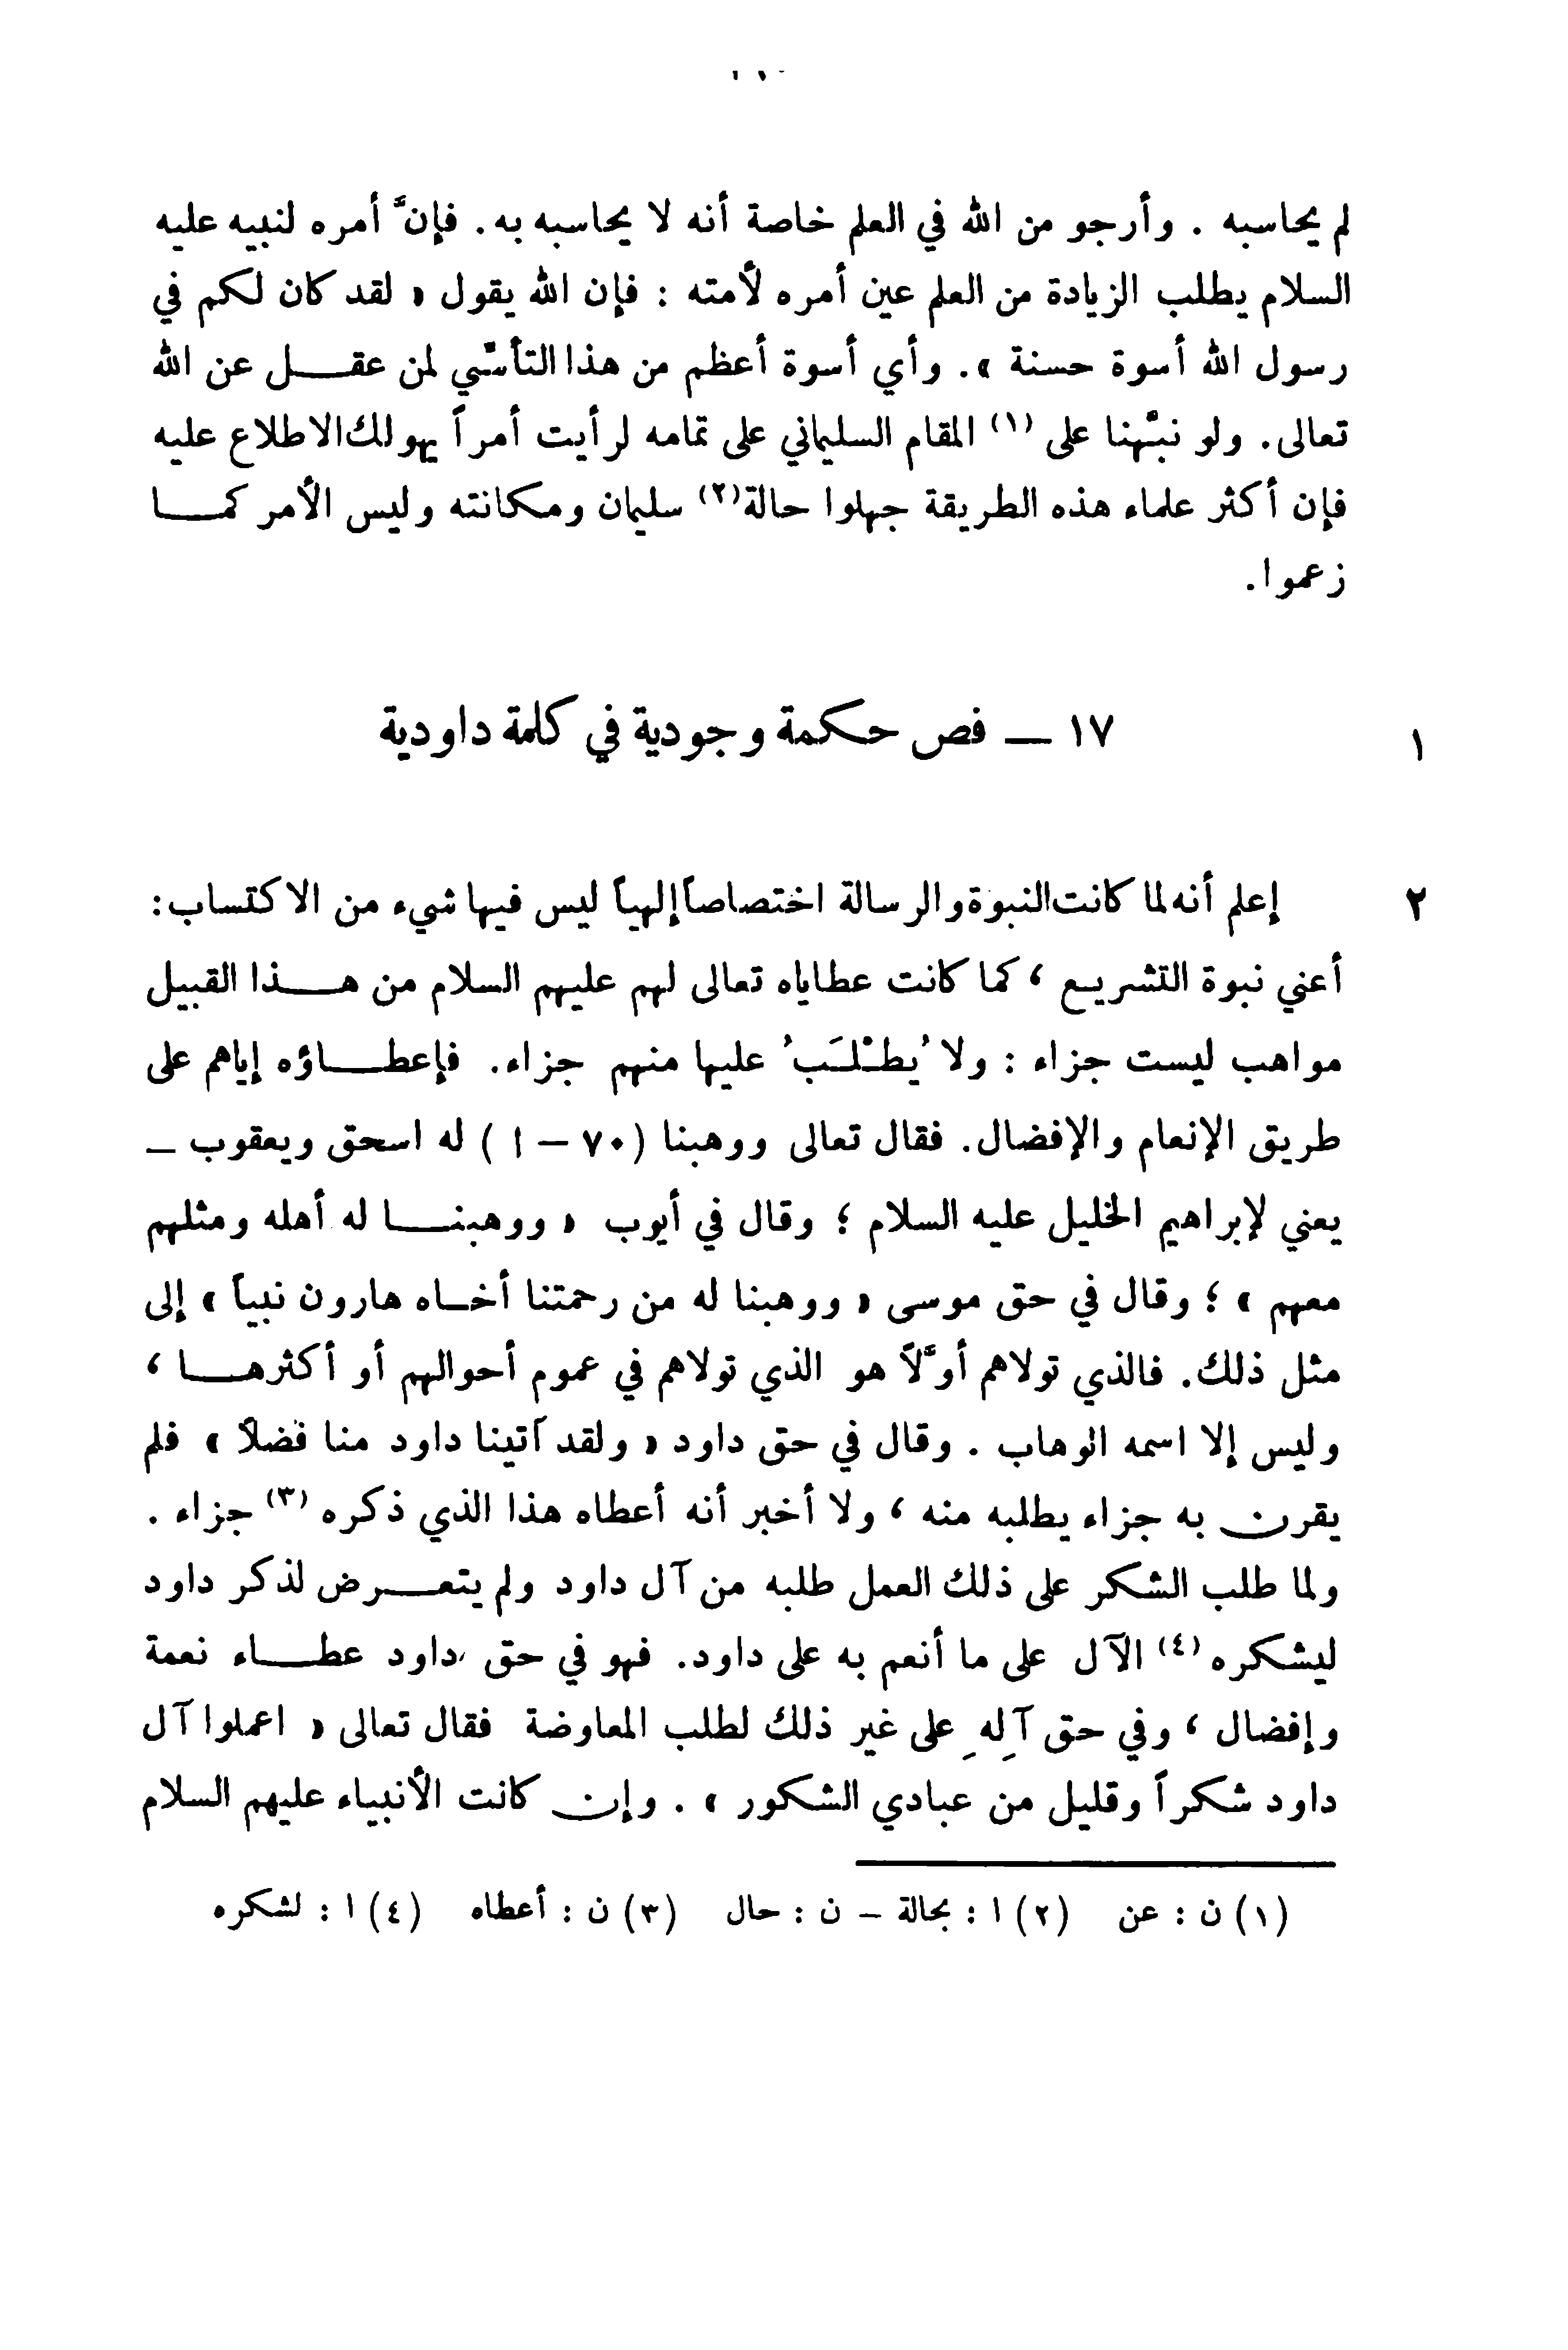 لم يحاسبه . وأرجو من الله في العلم خاصة أنه لا يحاسبه به. فإنَّ أمره لنبيه عليه
السلام يطلب الزيادة من العلم عين أمره لأمته : فإن الله يقول « لقد كان لكم في
رسول الله أسوة حسنة ». وأي أسوة أعظم من هذا التأسّي لمن عقل عن الله
تعالى. ولو نبّهنا على (١) المقام السليماني على تمامه لرأيت أمراً يهولك الاطلاع عليه
فإن أكثر علماء هذه الطريقة جهلوا حالة(٢) سليمان ومكانته وليس الأمر كما
زعموا.
١٧ — فص حكمة وجودية في كلمة داودية
١
٢
إعلم أنه لما كانت النبوة والرسالة اختصاصاً إلهياً ليس فيها شيء من الاكتساب:
أعني نبوة التشريع ، كما كانت عطاياه تعالى لهم عليهم السلام من هذا القبيل
مواهب ليست جزاء : ولا يُطْلَبُ عليها منهم جزاء. فإعطاؤه إياهم على
طريق الإنعام والإفضال. فقال تعالى ووهبنا (٧٠ – ا ) له اسحق ويعقوب –
يعني لإبراهيم الخليل عليه السلام ؛ وقال في أيوب « ووهبنا له أهله ومثلهم
معهم » ؛ وقال في حق موسى « ووهبنا له من رحمتنا أخاه هارون نبياً » إلى
مثل ذلك. فالذي تولاهم أوَّلاً هو الذي تولاهم في عموم أحوالهم أو أكثرها ،
وليس إلا اسمه الوهاب . وقال في حق داود « ولقد آتينا داود منا فضلاً » فلم
يقرن به جزاء يطلبه منه ، ولا أخبر أنه أعطاه هذا الذي ذكره (٣) جزاء .
ولما طلب الشكر على ذلك العمل طلبه من آل داود ولم يتعرض لذكر داود
ليشكره (٤) الآل على ما أنعم به على داود. فهو في حق داود عطاء نعمة
وإفضال ، وفي حق آلِهِ على غير ذلك لطلب المعاوضة فقال تعالى « اعملوا آل
داود شكراً وقليل من عبادي الشكور » . وإن كانت الأنبياء عليهم السلام
(١) ن : عن (٢) ا : بحالة – ن : حال (٣) ن : أعطاه (٤) ا : لشكره